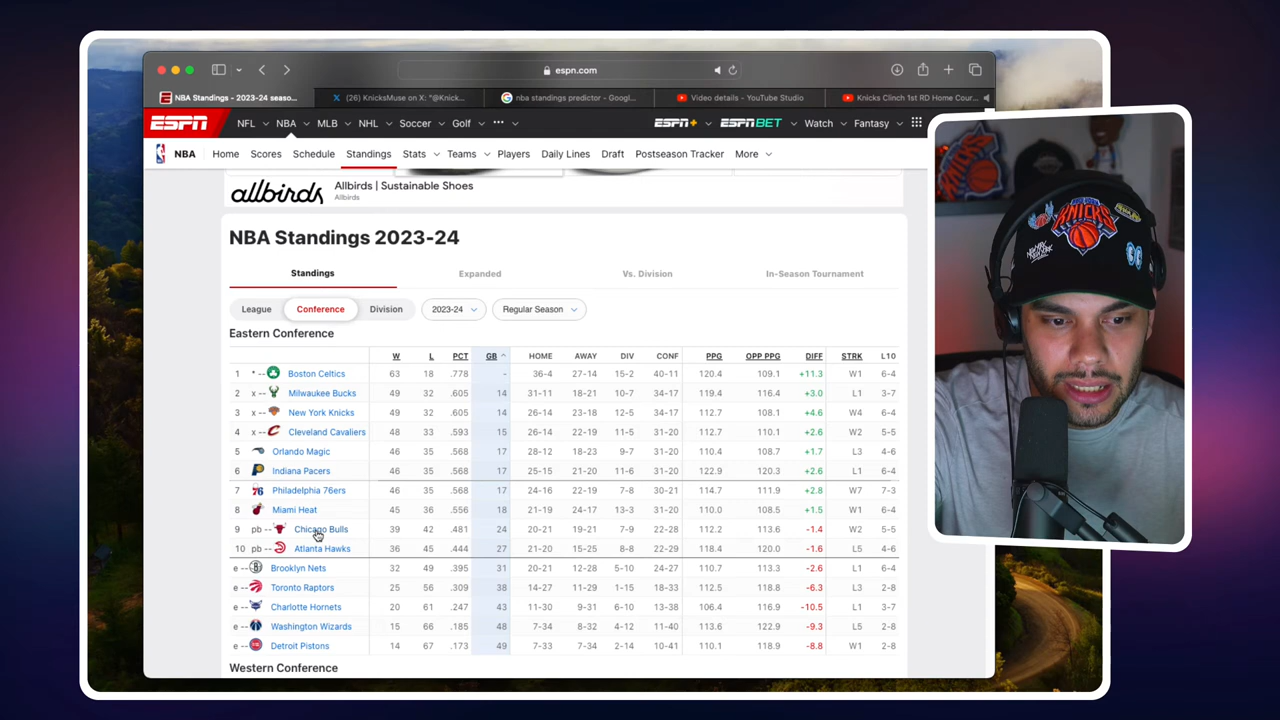 espn.com
NBA Standings - 2023-24 seaso...
(26) KnicksMuse on X: "@Knick...
nba standings predictor - Googl...
Video details - YouTube Studio
Knicks Clinch 1st RD Home Cour...
ESPN NFL NBA MLB NHL Soccer Golf ••• ESPN+ ESPNBET Watch Fantasy
NBA Home Scores Schedule Standings Stats Teams Players Daily Lines Draft Postseason Tracker More
allbirds
Allbirds | Sustainable Shoes
Allbirds
NBA Standings 2023-24
Standings Expanded Vs. Division In-Season Tournament
League Conference Division 2023-24 Regular Season
Eastern Conference
W L PCT GB HOME AWAY DIV CONF PPG OPP PPG DIFF STRK L10
1 * -- Boston Celtics 63 18 .778 - 36-4 27-14 15-2 40-11 120.4 109.1 +11.3 W1 6-4
2 x -- Milwaukee Bucks 49 32 .605 14 31-11 18-21 10-7 34-17 119.4 116.4 +3.0 L1 3-7
3 x -- New York Knicks 49 32 .605 14 26-14 23-18 12-5 34-17 112.7 108.1 +4.6 W4 6-4
4 x -- Cleveland Cavaliers 48 33 .593 15 26-14 22-19 11-5 31-20 112.7 110.1 +2.6 W2 5-5
5 Orlando Magic 46 35 .568 17 28-12 18-23 9-7 31-20 110.4 108.7 +1.7 L3 4-6
6 Indiana Pacers 46 35 .568 17 25-15 21-20 11-6 31-20 122.9 120.3 +2.6 L1 6-4
7 76 Philadelphia 76ers 46 35 .568 17 24-16 22-19 7-8 30-21 114.7 111.9 +2.8 W7 7-3
8 Miami Heat 45 36 .556 18 21-19 24-17 13-3 31-20 110.0 108.5 +1.5 W1 6-4
9 pb -- Chicago Bulls 39 42 .481 24 20-21 19-21 7-9 22-28 112.2 113.6 -1.4 W2 5-5
10 pb -- Atlanta Hawks 36 45 .444 27 21-20 15-25 8-8 22-29 118.4 120.0 -1.6 L5 4-6
e -- Brooklyn Nets 32 49 .395 31 20-21 12-28 5-10 24-27 110.7 113.3 -2.6 L1 6-4
e -- Toronto Raptors 25 56 .309 38 14-27 11-29 1-15 18-33 112.5 118.8 -6.3 L3 2-8
e -- Charlotte Hornets 20 61 .247 43 11-30 9-31 6-10 13-38 106.4 116.9 -10.5 L1 3-7
e -- Washington Wizards 15 66 .185 48 7-34 8-32 4-12 11-40 113.6 122.9 -9.3 L5 2-8
e -- Detroit Pistons 14 67 .173 49 7-33 7-34 2-14 10-41 110.1 118.9 -8.8 W1 2-8
Western Conference
KNICKS